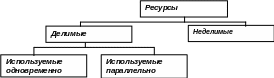 Ресурсы
Делимые
Неделимые
Используемые
одновременно
Используемые
параллельно